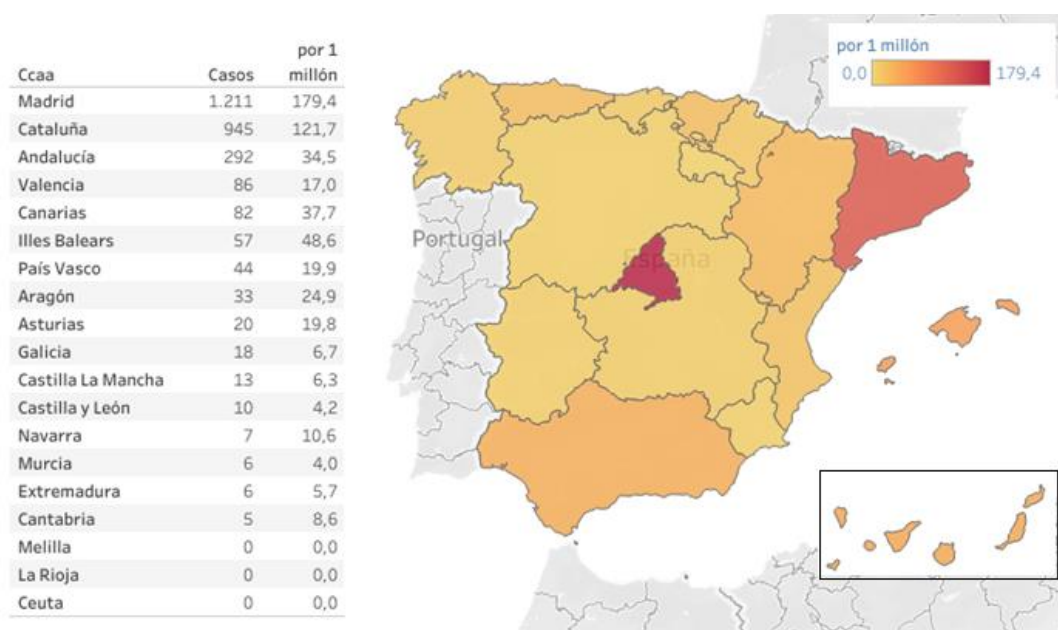 por 1
Ccaa Casos millón
Madrid 1.211 179,4
Cataluña 945 121,7
Andalucía 292 34,5
Valencia 86 17,0
Canarias 82 37,7
Illes Balears 57 48,6
País Vasco 44 19,9
Aragón 33 24,9
Asturias 20 19,8
Galicia 18 6,7
Castilla La Mancha 13 6,3
Castilla y León 10 4,2
Navarra 7 10,6
Murcia 6 4,0
Extremadura 6 5,7
Cantabria 5 8,6
Melilla 0 0,0
La Rioja 0 0,0
Ceuta 0 0,0
por 1 millón
0,0 179,4
Portugal
España